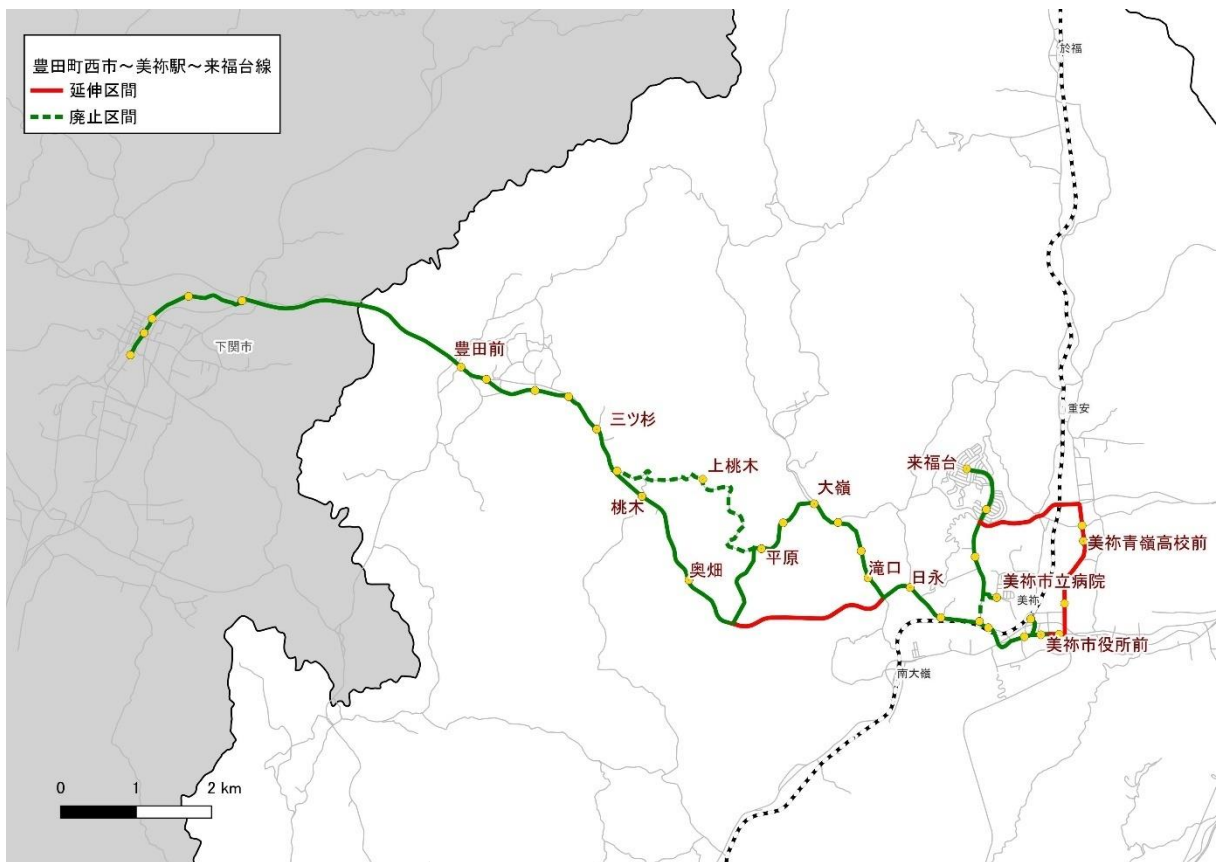 豊田町西市～美祢駅～来福台線
延伸区間
廃止区間
於福
下関市
豊田前
三ツ杉
重安
来福台
上桃木
大嶺
桃木
美祢青嶺高校前
平原
奥畑
滝口
日永
美祢市立病院
美祢
美祢市役所前
南大嶺
0 1 2 km